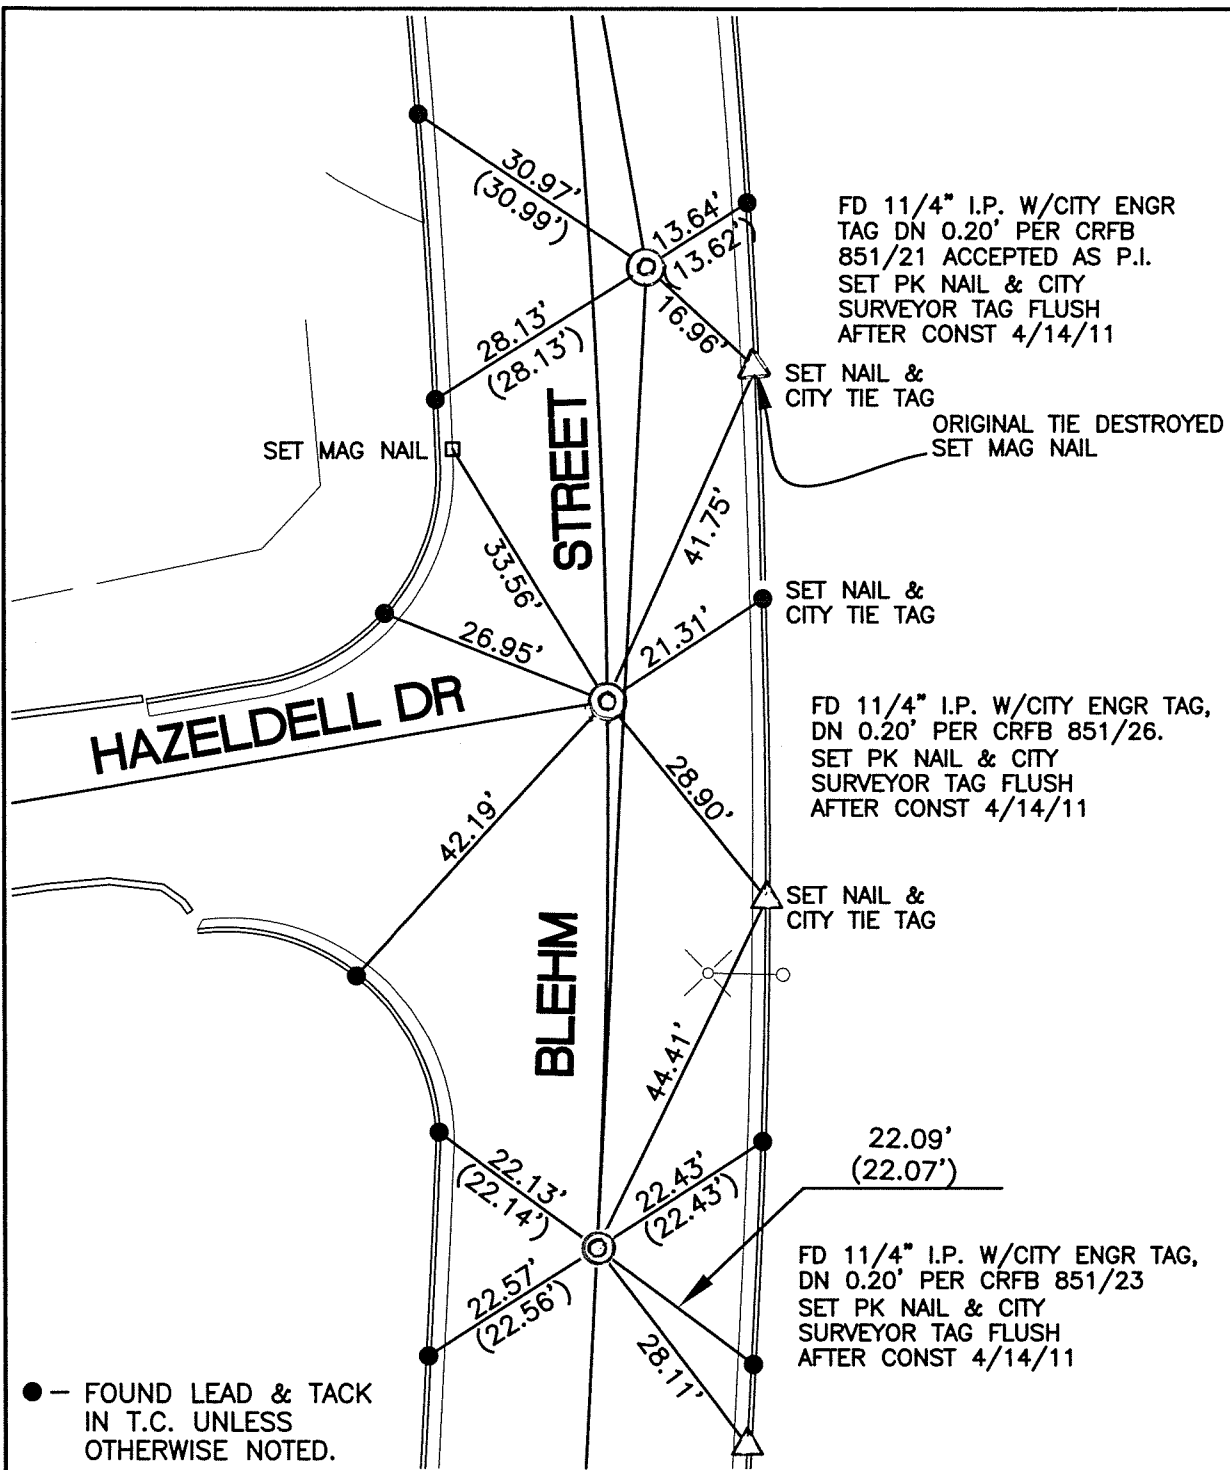 30.97'
(30.99')
13.64'
(13.62')
FD 11/4" I.P. W/CITY ENGR
TAG DN 0.20' PER CRFB
851/21 ACCEPTED AS P.I.
SET PK NAIL & CITY
SURVEYOR TAG FLUSH
AFTER CONST 4/14/11
28.13'
(28.13')
16.96'
SET NAIL &
CITY TIE TAG
ORIGINAL TIE DESTROYED
SET MAG NAIL
SET MAG NAIL
STREET
33.56'
41.75'
26.95'
21.31'
SET NAIL &
CITY TIE TAG
HAZELDELL DR
FD 11/4" I.P. W/CITY ENGR TAG,
DN 0.20' PER CRFB 851/26.
SET PK NAIL & CITY
SURVEYOR TAG FLUSH
AFTER CONST 4/14/11
42.19'
28.90'
SET NAIL &
CITY TIE TAG
BLEHM
44.41'
22.13'
(22.14')
22.43'
(22.43')
22.09'
(22.07')
22.57'
(22.56')
28.11'
FD 11/4" I.P. W/CITY ENGR TAG,
DN 0.20' PER CRFB 851/23
SET PK NAIL & CITY
SURVEYOR TAG FLUSH
AFTER CONST 4/14/11
– FOUND LEAD & TACK
IN T.C. UNLESS
OTHERWISE NOTED.